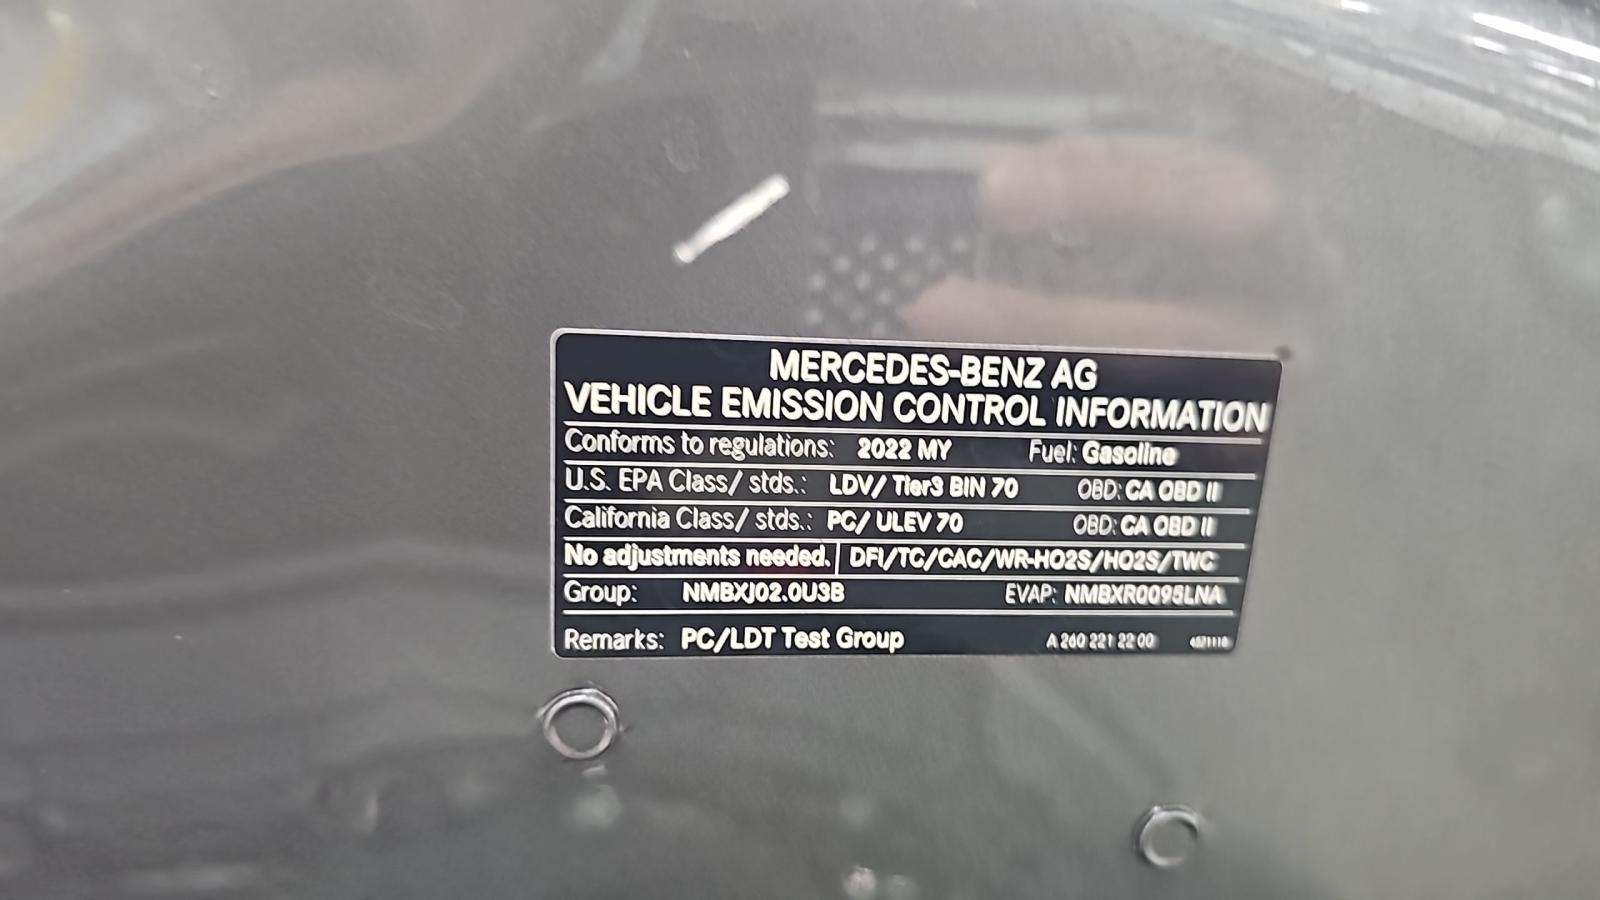 MERCEDES-BENZ AG
VEHICLE EMISSION CONTROL INFORMATION
Conforms to regulations: 2022 MY Fuel: Gasoline
U.S. EPA Class/ stds.: LDV/ Tier3 BIN 70 OBD: CA OBD II
California Class/ stds.: PC/ ULEV 70 OBD: CA OBD II
No adjustments needed. DFI/TC/CAC/WR-HO2S/HO2S/TWC
Group: NMBXJ02.0U3B EVAP: NMBXR0095LNA
Remarks: PC/LDT Test Group A 260 221 22 00